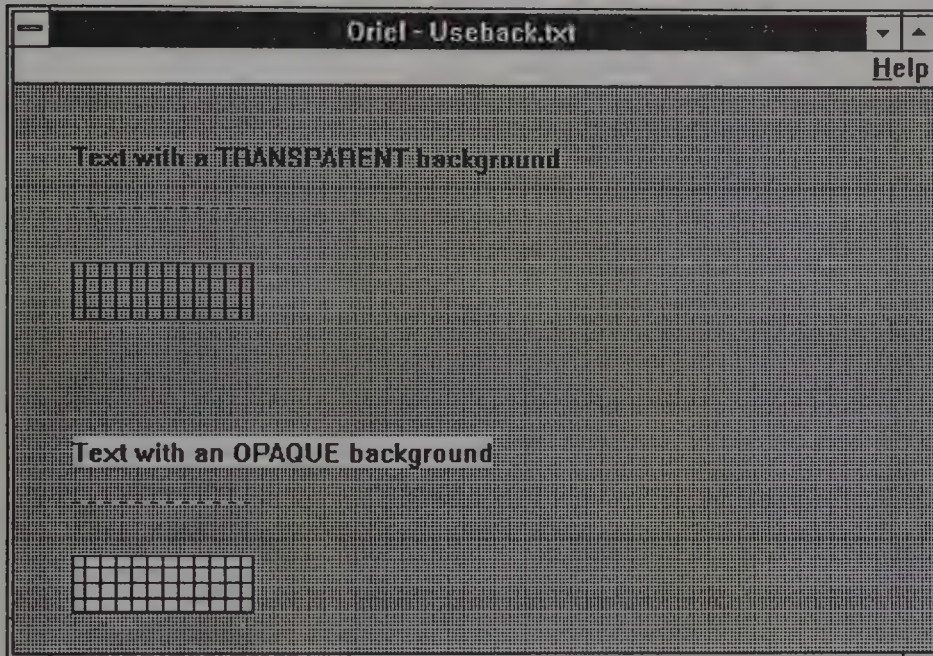 Oriel - Useback.txt
Help
Text with a TRANSPARENT background
Text with an OPAQUE background